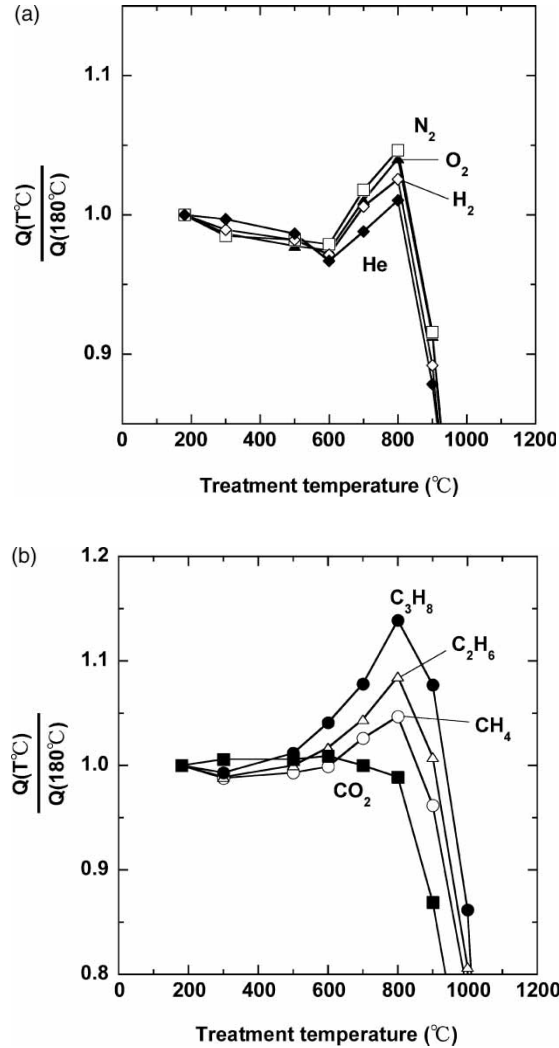 (a)
1.1
1.0
0.9
Q(T℃)
Q(180℃)
N₂
O₂
H₂
He
0 200 400 600 800 1000 1200
Treatment temperature (℃)
(b)
1.2
1.1
1.0
0.9
0.8
Q(T℃)
Q(180℃)
C₃H₈
C₂H₆
CH₄
CO₂
0 200 400 600 800 1000 1200
Treatment temperature (℃)